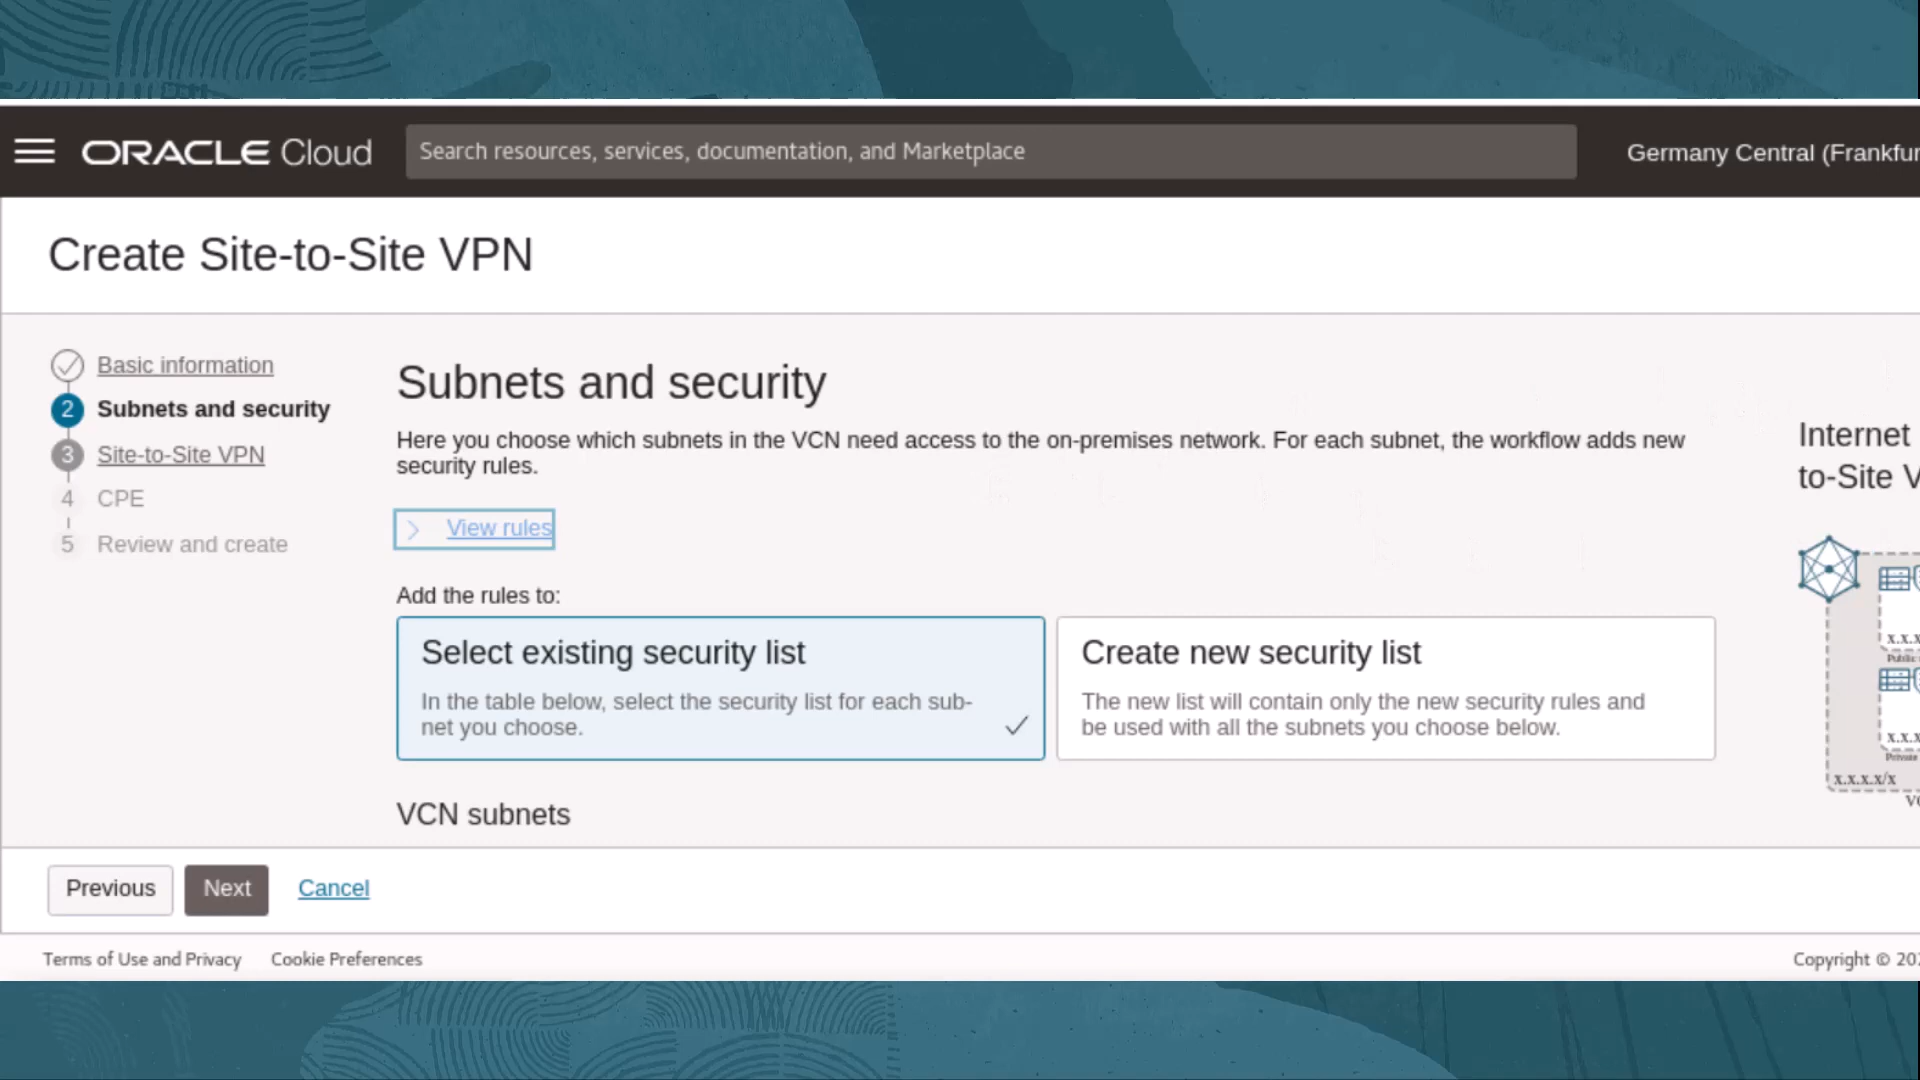 ORACLE Cloud
Search resources, services, documentation, and Marketplace
Germany Central (Frankfur
Create Site-to-Site VPN
Basic information
2 Subnets and security
3 Site-to-Site VPN
4 CPE
5 Review and create
Subnets and security
Here you choose which subnets in the VCN need access to the on-premises network. For each subnet, the workflow adds new
security rules.
View rules
Add the rules to:
Select existing security list
In the table below, select the security list for each sub-
net you choose.
Create new security list
The new list will contain only the new security rules and
be used with all the subnets you choose below.
VCN subnets
Internet
to-Site V
x.x.x
Public
x.x.x
Private
x.x.x.x/x
VC
Previous
Next
Cancel
Terms of Use and Privacy
Cookie Preferences
Copyright © 202